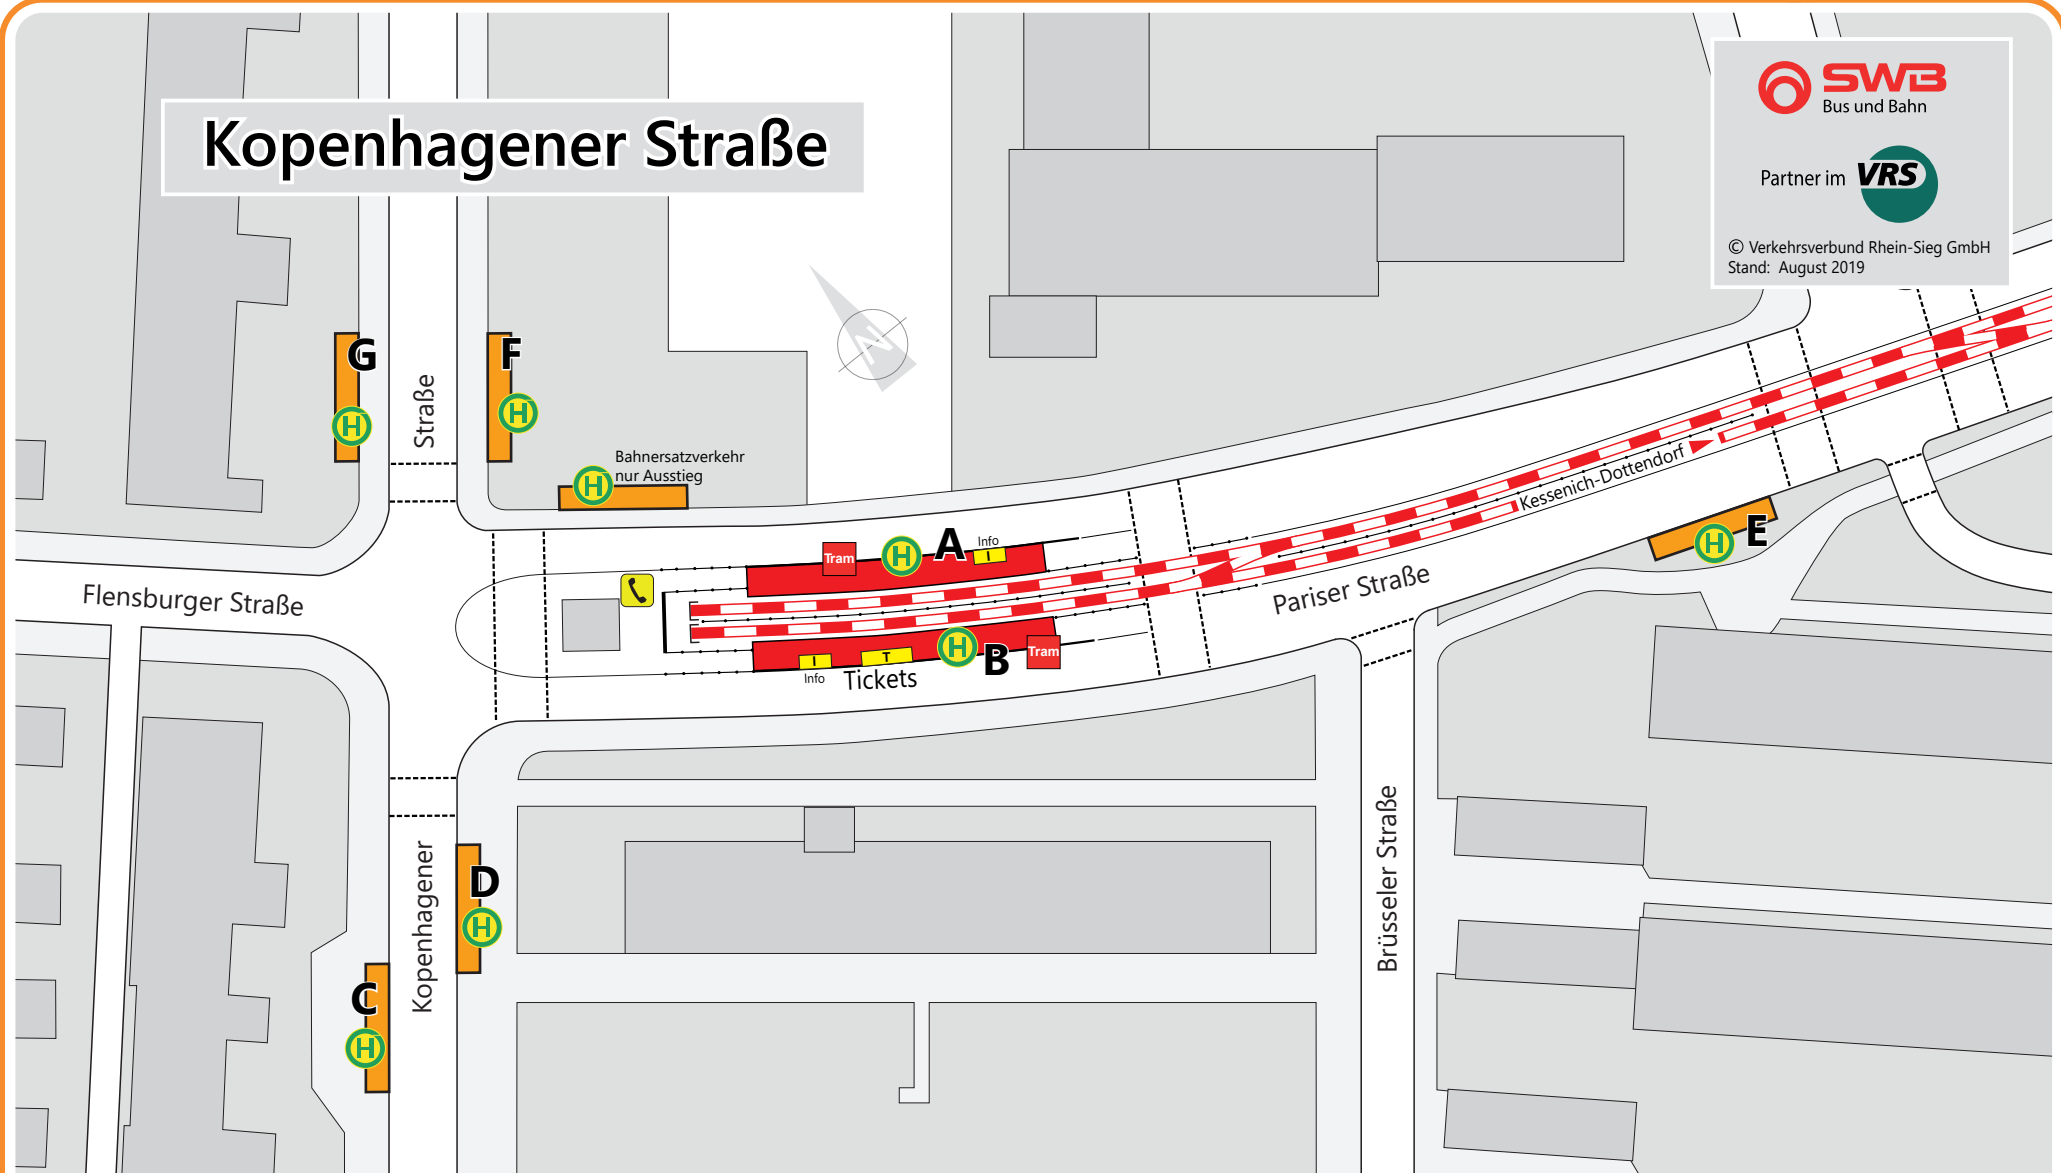 Kopenhagener Straße
SWB
Bus und Bahn
Partner im VRS
© Verkehrsverbund Rhein-Sieg GmbH
Stand: August 2019
N
G
H
Straße
F
H
Bahnersatzverkehr
nur Ausstieg
H
Kessenich-Dottendorf
E
H
Tram
H
A
Info
I
Flensburger Straße
Pariser Straße
I
T
H
B
Tram
Info
Tickets
Kopenhagener
D
H
Brüsseler Straße
C
H